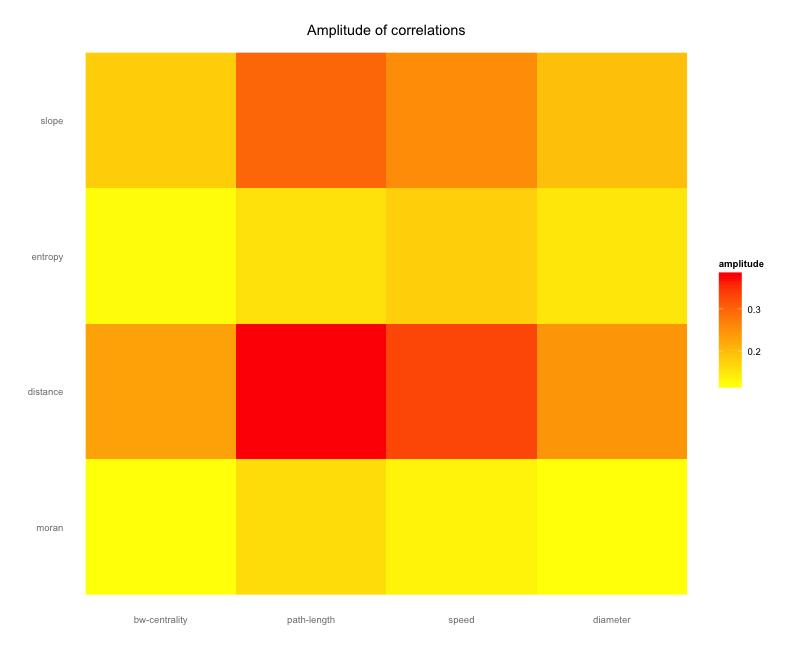 Amplitude of correlations
slope
entropy
distance
moran
bw-centrality path-length speed diameter
amplitude
0.3
0.2